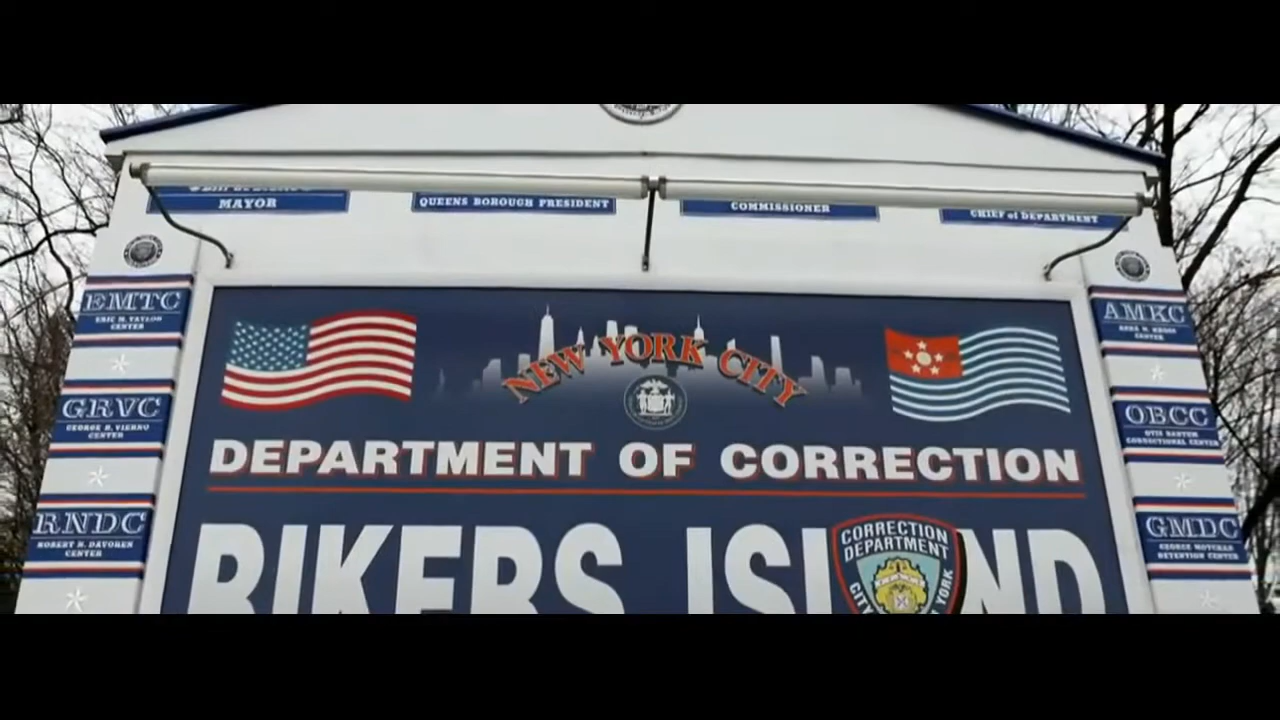 MAYOR
QUEENS BOROUGH PRESIDENT
COMMISSIONER
CHIEF of DEPARTMENT
EMTC
ERIC M. TAYLOR
CENTER
GRVC
GEORGE R. VIERNO
CENTER
RNDC
ROBERT N. DAVOREN
CENTER
NEW YORK CITY
DEPARTMENT OF CORRECTION
RIKERS ISLAND
CORRECTION
DEPARTMENT
CITY
YORK
AMKC
ANNA M. KROSS
CENTER
OBCC
OTIS BANTUM
CORRECTIONAL CENTER
GMDC
GEORGE MOTCHAN
DETENTION CENTER